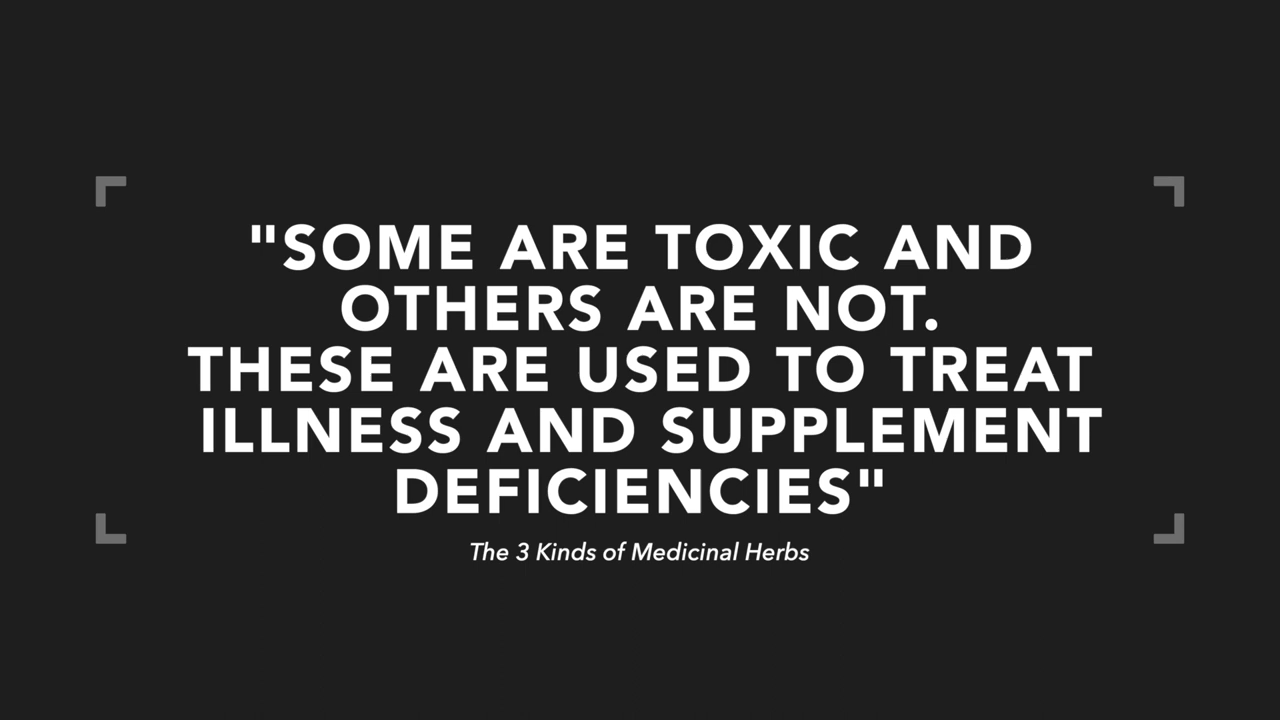 "SOME ARE TOXIC AND
OTHERS ARE NOT.
THESE ARE USED TO TREAT
ILLNESS AND SUPPLEMENT
DEFICIENCIES"
The 3 Kinds of Medicinal Herbs